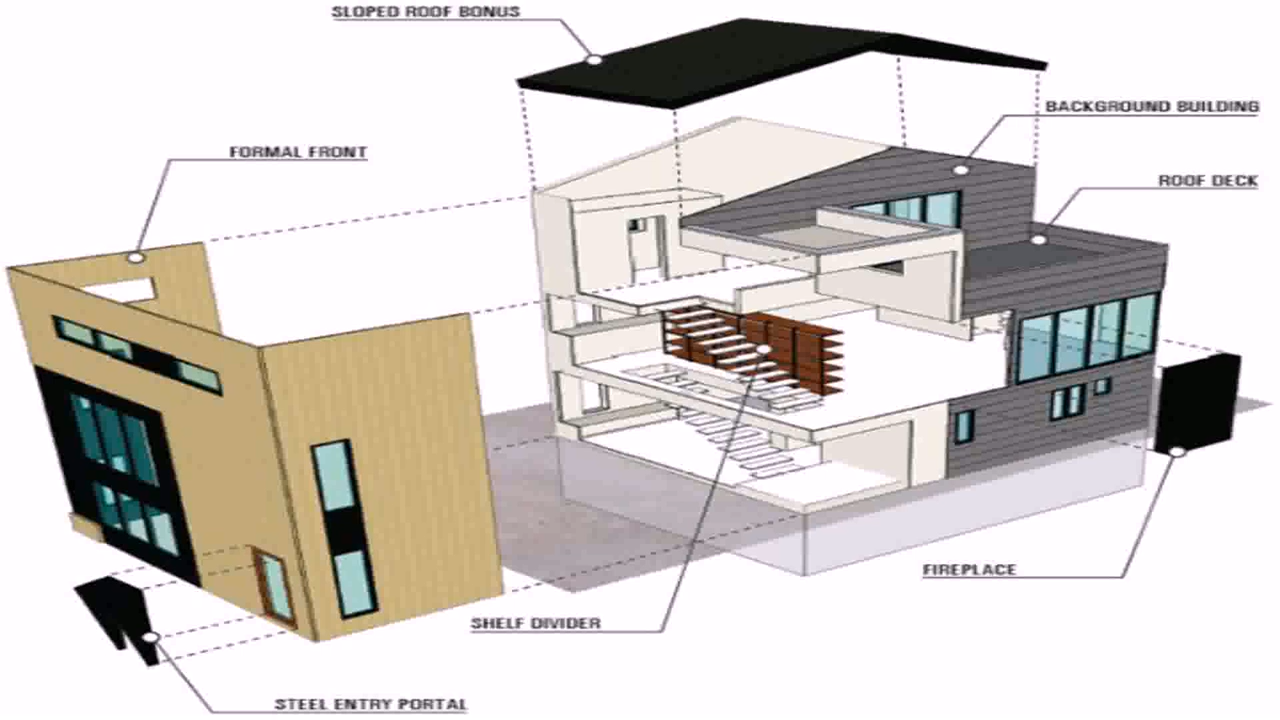 SLOPED ROOF BONUS
BACKGROUND BUILDING
FORMAL FRONT
ROOF DECK
FIREPLACE
SHELF DIVIDER
STEEL ENTRY PORTAL